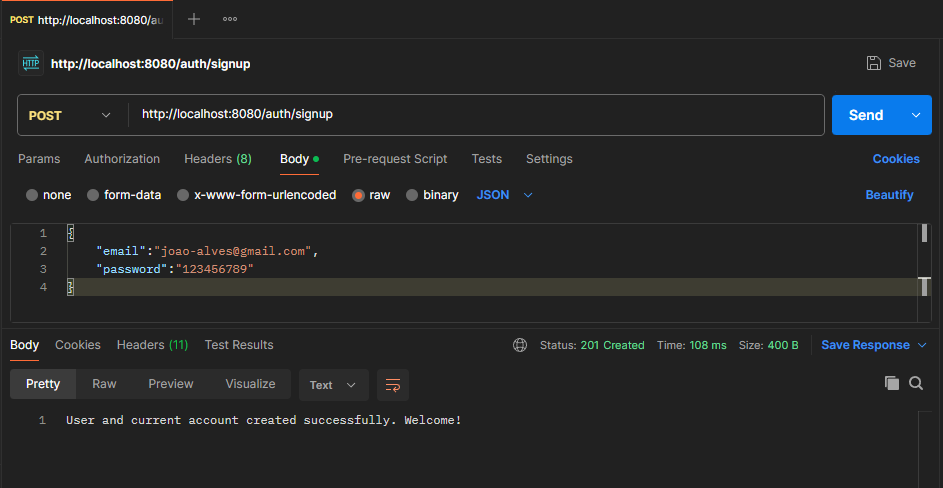 POST http://localhost:8080/au
HTTP http://localhost:8080/auth/signup Save
POST http://localhost:8080/auth/signup Send
Params Authorization Headers (8) Body Pre-request Script Tests Settings Cookies
none form-data x-www-form-urlencoded raw binary JSON Beautify
1 {
2 "email":"joao-alves@gmail.com",
3 "password":"123456789"
4 }
Body Cookies Headers (11) Test Results Status: 201 Created Time: 108 ms Size: 400 B Save Response
Pretty Raw Preview Visualize Text
1 User and current account created successfully. Welcome!